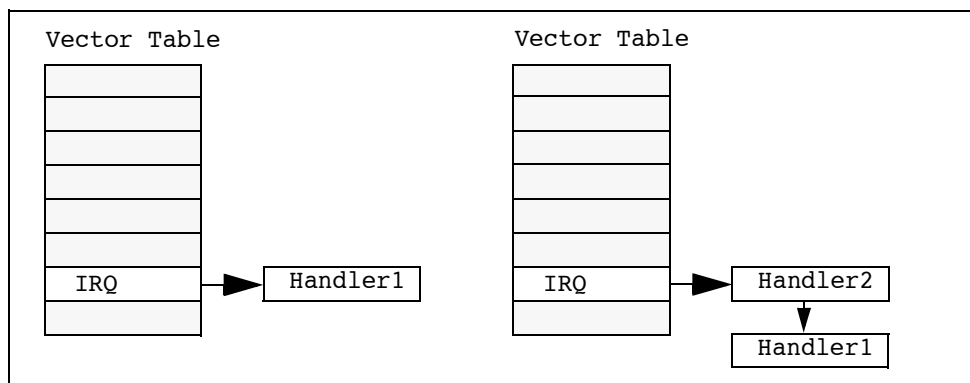 Vector Table
IRQ
Handler1
Vector Table
IRQ
Handler2
Handler1